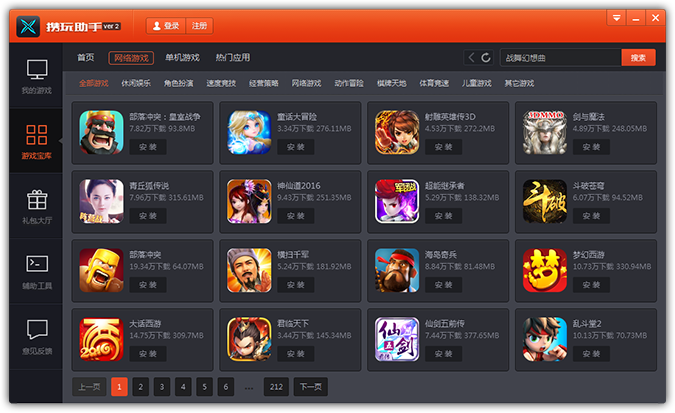 捞玩助手 ver 2
登录 注册
首页 网络游戏 单机游戏 热门应用
战舞幻想曲 搜索
我的游戏
游戏宝库
礼包大厅
辅助工具
意见反馈
全部游戏 休闲娱乐 角色扮演 速度竞技 经营策略 网络游戏 动作冒险 棋牌天地 体育竞速 儿童游戏 其它游戏
部落冲突：皇室战争
7.82万下载 93.8MB
安 装
童话大冒险
3.34万下载 276.11MB
安 装
射雕英雄传3D
4.53万下载 272.2MB
安 装
3DMMO
剑与魔法
4.89万下载 248.05MB
安 装
青丘狐传说
7.96万下载 315.61MB
安 装
神仙道2016
9.43万下载 251.35MB
安 装
超能继承者
5.29万下载 138.32MB
安 装
斗破
斗破苍穹
6.07万下载 94.52MB
安 装
部落冲突
19.34万下载 64.07MB
安 装
横扫千军
5.24万下载 181.92MB
安 装
海岛奇兵
8.84万下载 81.48MB
安 装
梦
梦幻西游
10.73万下载 330.94MB
安 装
2016
大话西游
14.75万下载 309.7MB
安 装
君临天下
3.44万下载 145.34MB
安 装
仙剑
五
仙剑五前传
7.44万下载 377.65MB
安 装
乱斗堂2
10.13万下载 70.73MB
安 装
上一页 1 2 3 4 5 6 ... 212 下一页